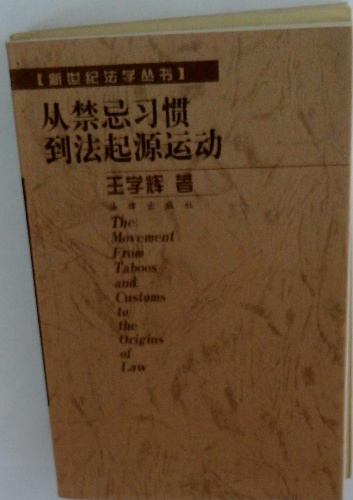 【新世纪法学丛书】
从禁忌习惯
到法起源运动
王学辉 著
法律出版社
The
Movement
From
Taboos
and
Customs
to
the
Origins
of
Law